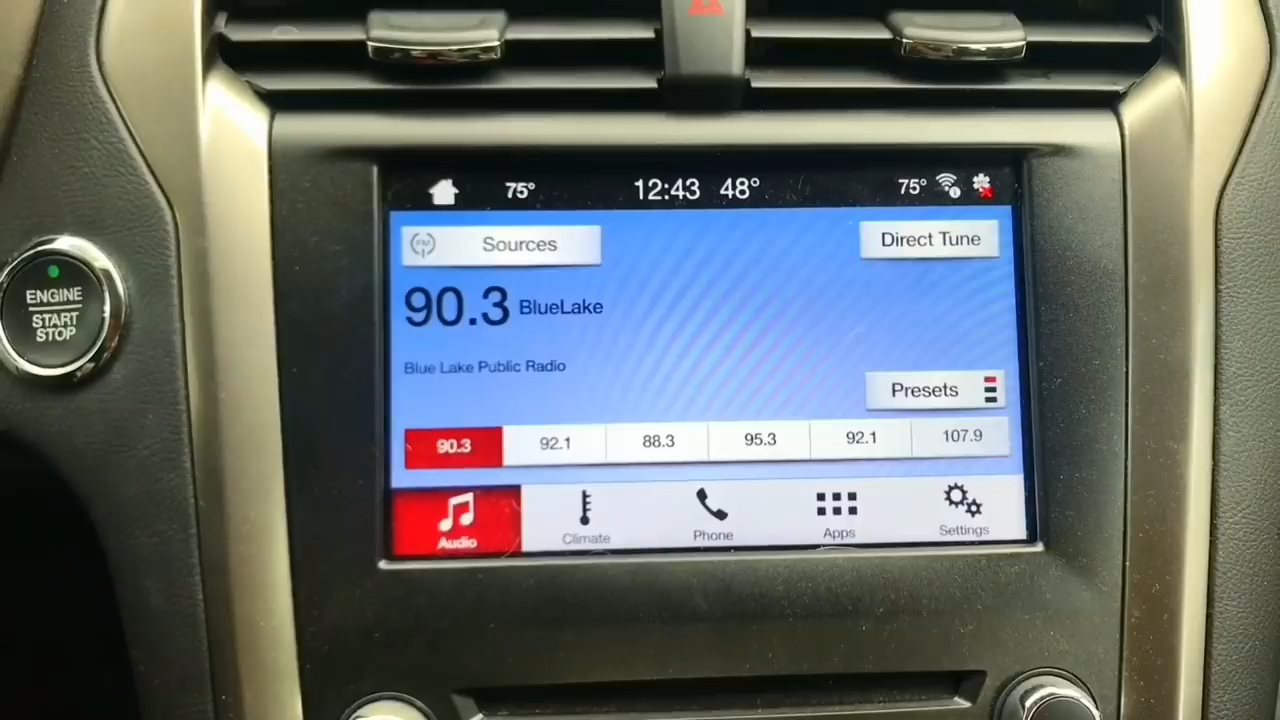 75° 12:43 48° 75°
FM Sources Direct Tune
ENGINE
START
STOP
90.3 BlueLake
Blue Lake Public Radio
Presets
90.3 92.1 88.3 95.3 92.1 107.9
Audio Climate Phone Apps Settings